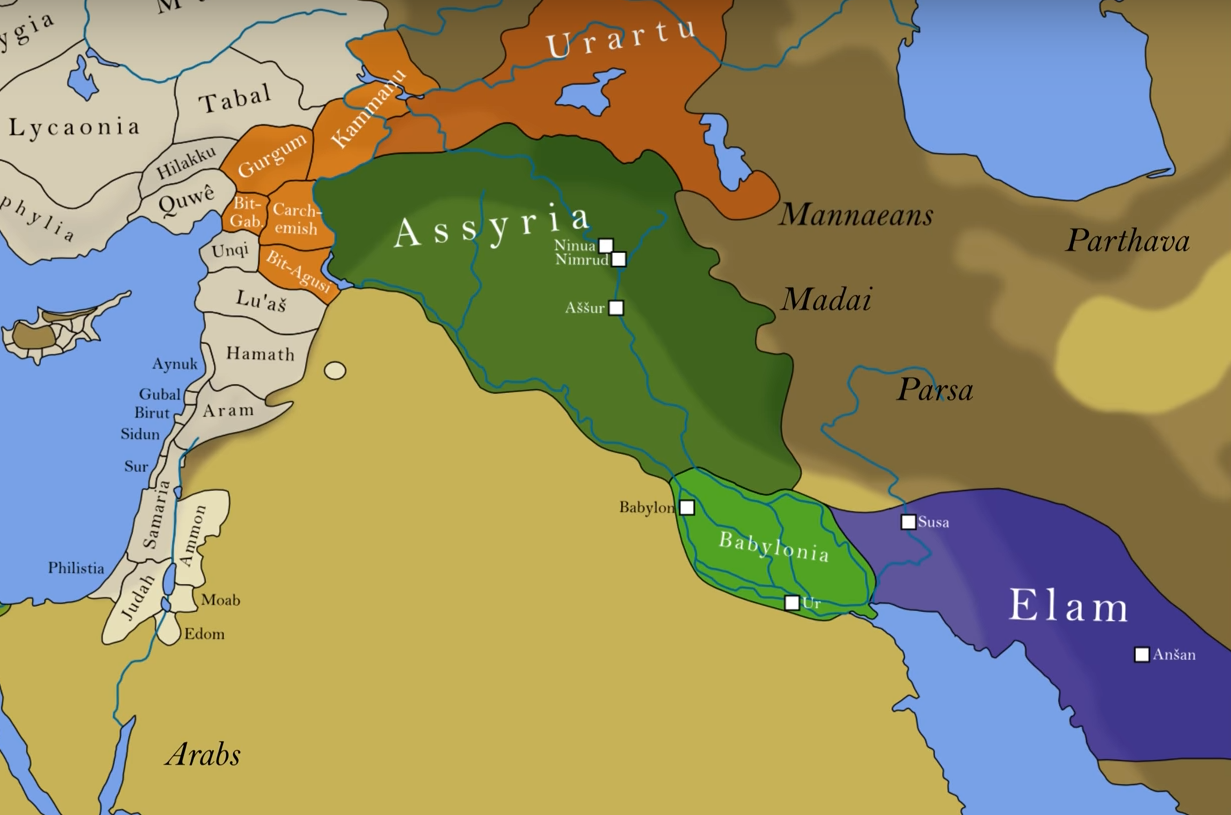 ygia
M
Urartu
Tabal
Kammanu
Lycaonia
Gurgum
Hilakku
Quwê
phylia
Bit-
Gab.
Carch-
emish
Assyria
Mannaeans
Parthava
Unqi
Bit-Agusi
Ninua
Nimrud
Lu'aš
Madai
Aššur
Hamath
Aynuk
Parsa
Gubal
Birut
Aram
Sidun
Sur
Samaria
Ammon
Babylon
Babylonia
Susa
Philistia
Judah
Moab
Ur
Elam
Edom
Anšan
Arabs